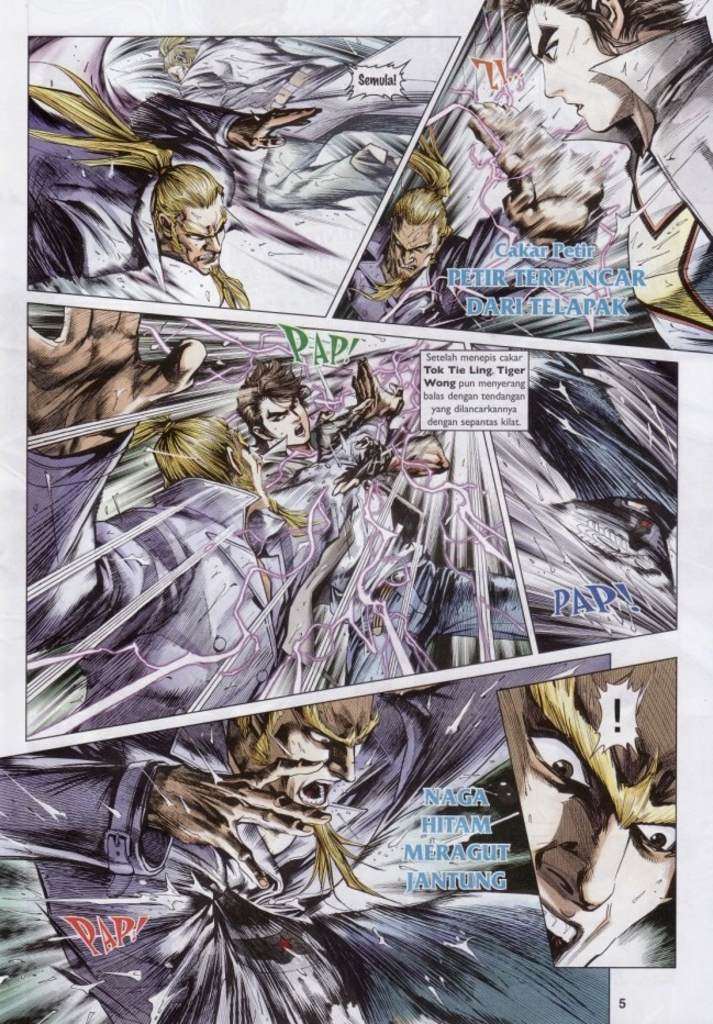 Semula!
Cakar Petir
PETIR TERPANCAR
DARI TELAPAK
PAP!
Setelah menepis cakar
Tok Tie Ling, Tiger
Wong pun menyerang
balas dengan tendangan
yang dilancarkannya
dengan sepantas kilat.
PAP!
NAGA
HITAM
MERAGUT
JANTUNG
!
PAP!
5